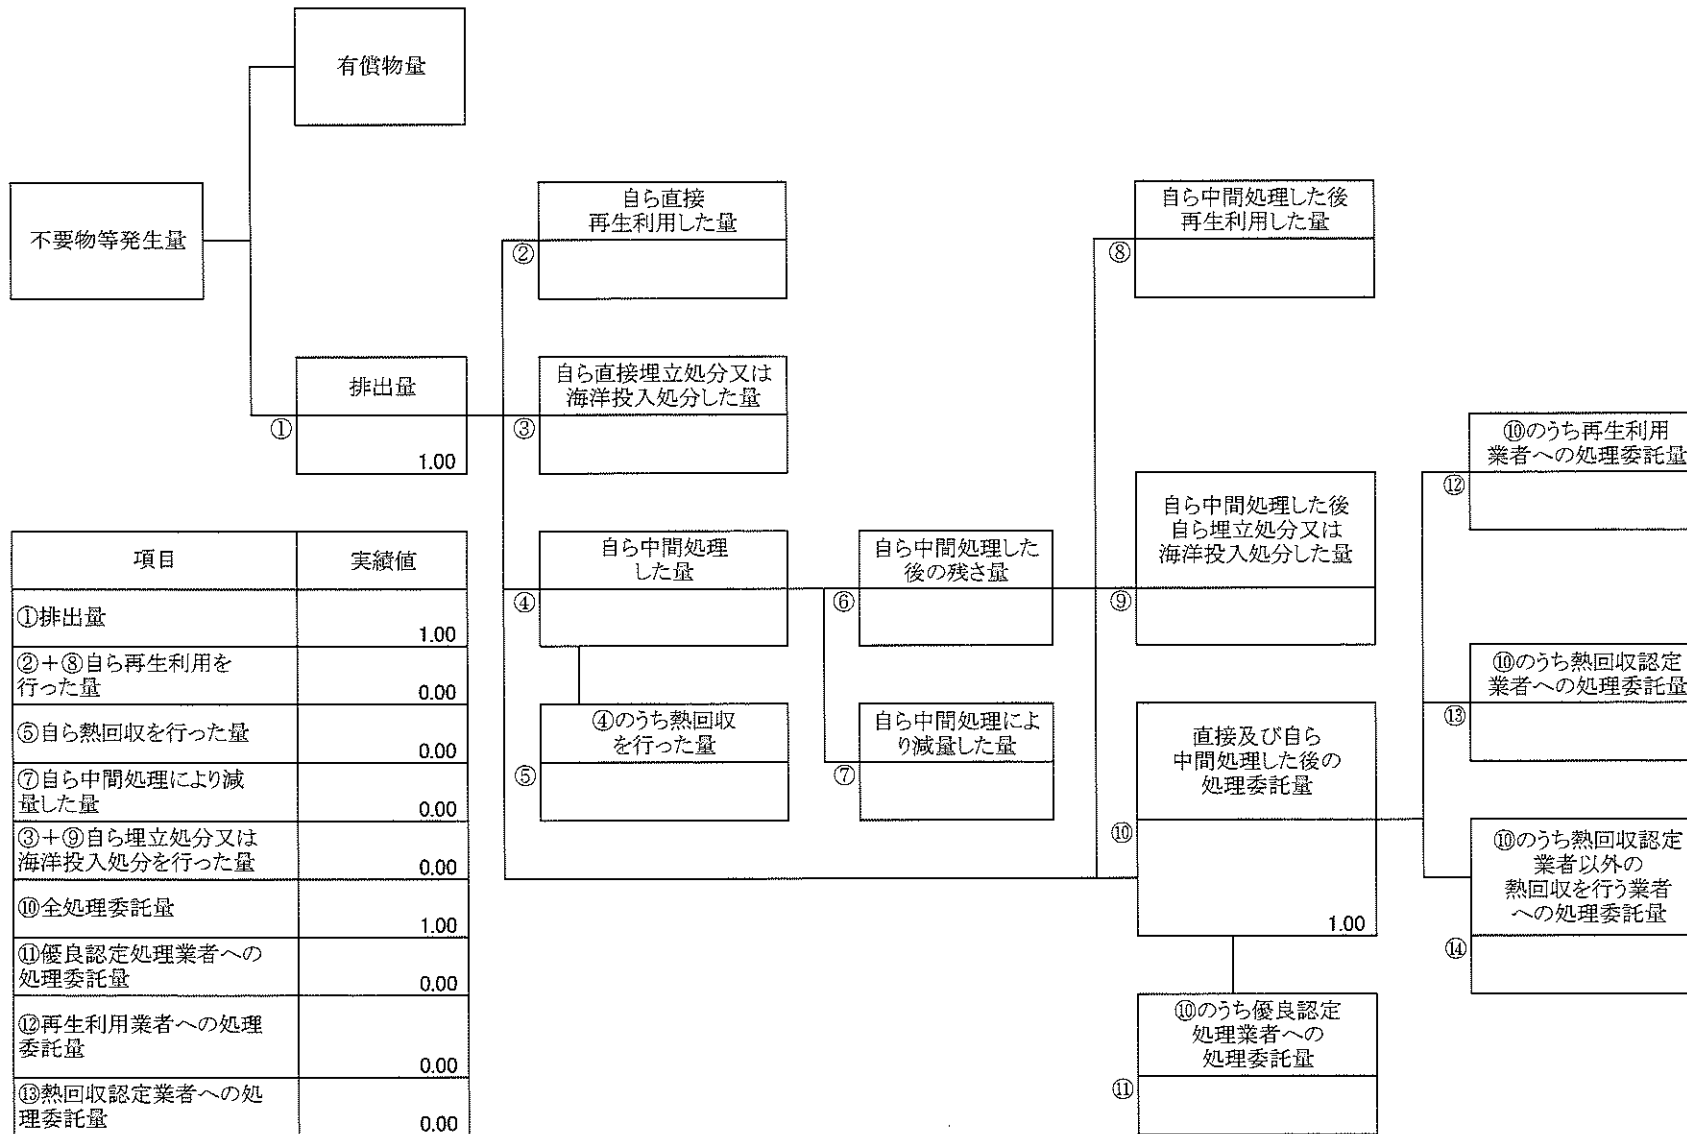 有償物量
不要物等発生量
自ら直接
再生利用した量
②
自ら中間処理した後
再生利用した量
⑧
排出量
①
1.00
自ら直接埋立処分又は
海洋投入処分した量
③
⑩のうち再生利用
業者への処理委託量
⑫
自ら中間処理
した量
④
自ら中間処理した
後の残さ量
⑥
自ら中間処理した後
自ら埋立処分又は
海洋投入処分した量
⑨
④のうち熱回収
を行った量
⑤
自ら中間処理によ
り減量した量
⑦
直接及び自ら
中間処理した後の
処理委託量
⑩
1.00
⑩のうち熱回収認定
業者への処理委託量
⑬
⑩のうち熱回収認定
業者以外の
熱回収を行う業者
への処理委託量
⑭
⑩のうち優良認定
処理業者への
処理委託量
⑪
項目 実績値
①排出量
1.00
②+⑧自ら再生利用を
行った量
0.00
⑤自ら熱回収を行った量
0.00
⑦自ら中間処理により減
量した量
0.00
③+⑨自ら埋立処分又は
海洋投入処分を行った量
0.00
⑩全処理委託量
1.00
⑪優良認定処理業者への
処理委託量
0.00
⑫再生利用業者への処理
委託量
0.00
⑬熱回収認定業者への処
理委託量
0.00